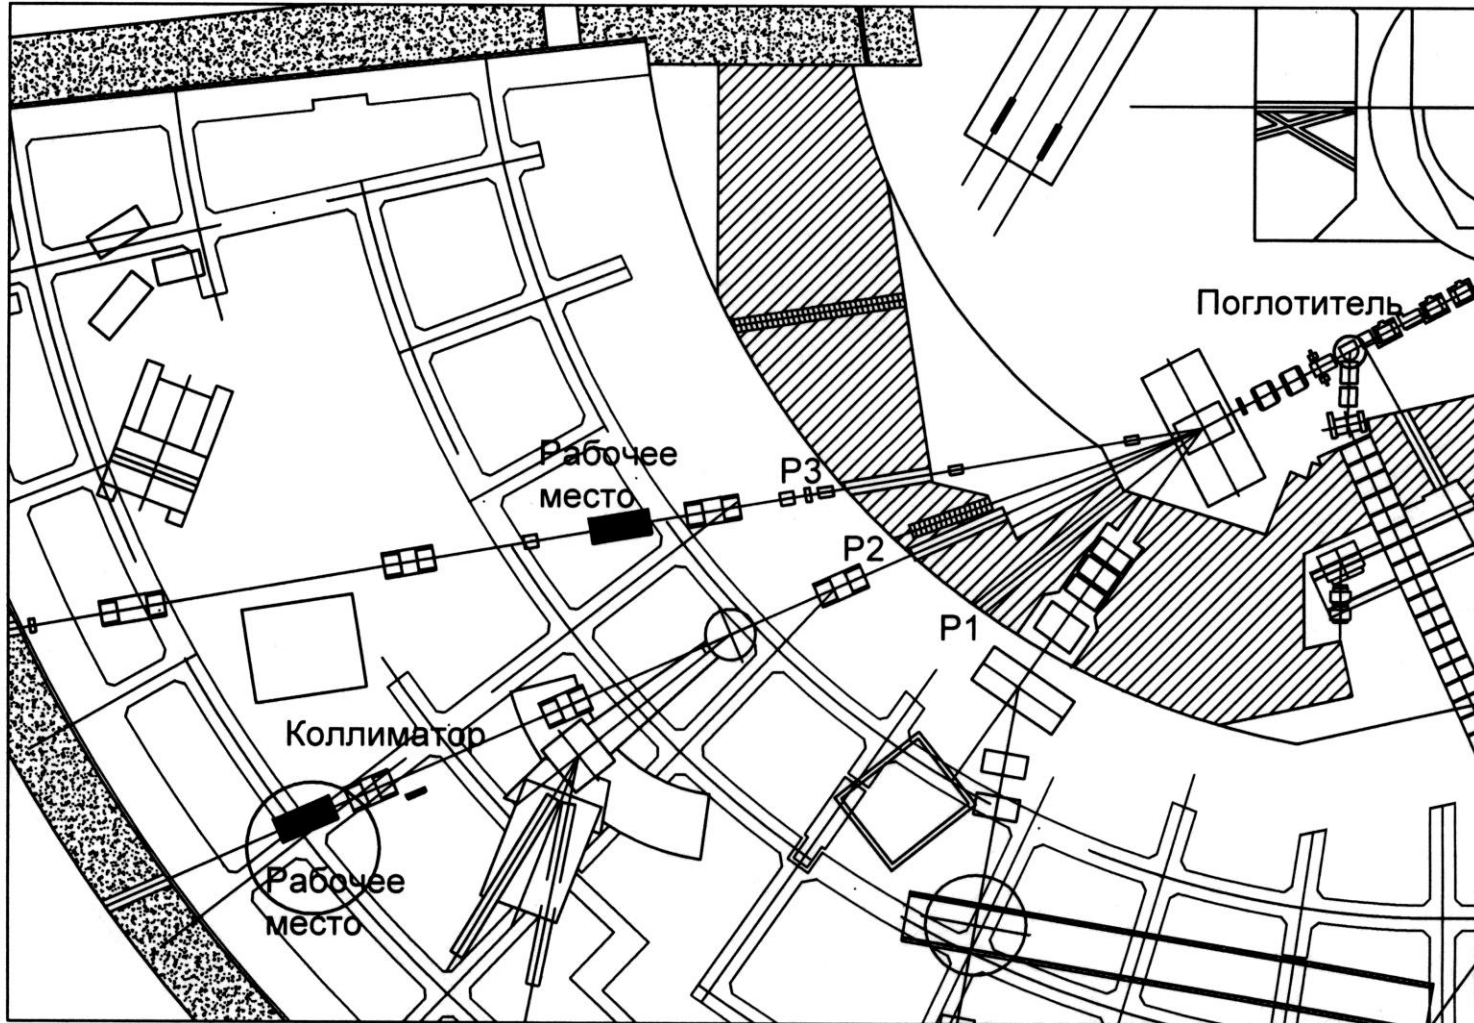 Поглотитель
Рабочее
место
P3
P2
P1
Коллиматор
Рабочее
место